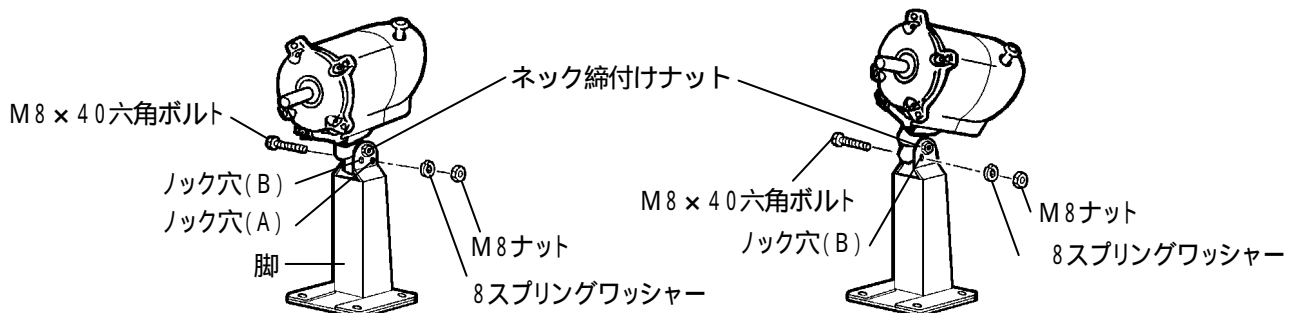 ネック締付けナット
M8×40六角ボルト
ノック穴(B)
ノック穴(A)
脚
M8ナット
8スプリングワッシャー
M8×40六角ボルト
ノック穴(B)
M8ナット
8スプリングワッシャー